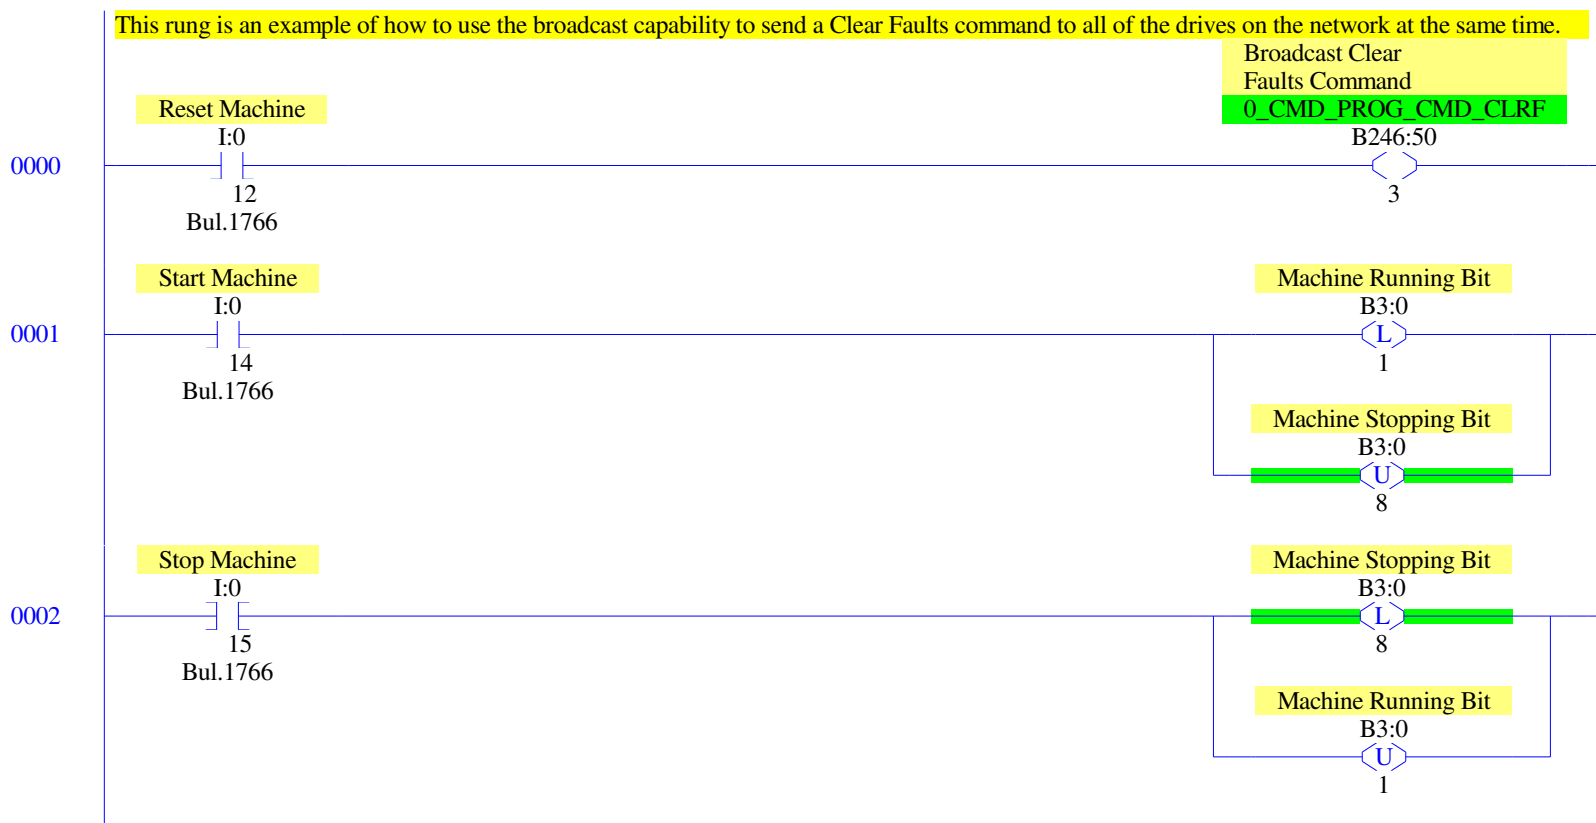 This rung is an example of how to use the broadcast capability to send a Clear Faults command to all of the drives on the network at the same time.
Broadcast Clear
Faults Command
Reset Machine
0_CMD_PROG_CMD_CLRF
I:0
B246:50
0000
12
3
Bul.1766
Start Machine
Machine Running Bit
I:0
B3:0
0001
L
14
1
Bul.1766
Machine Stopping Bit
B3:0
U
8
Stop Machine
Machine Stopping Bit
I:0
B3:0
0002
L
15
8
Bul.1766
Machine Running Bit
B3:0
U
1